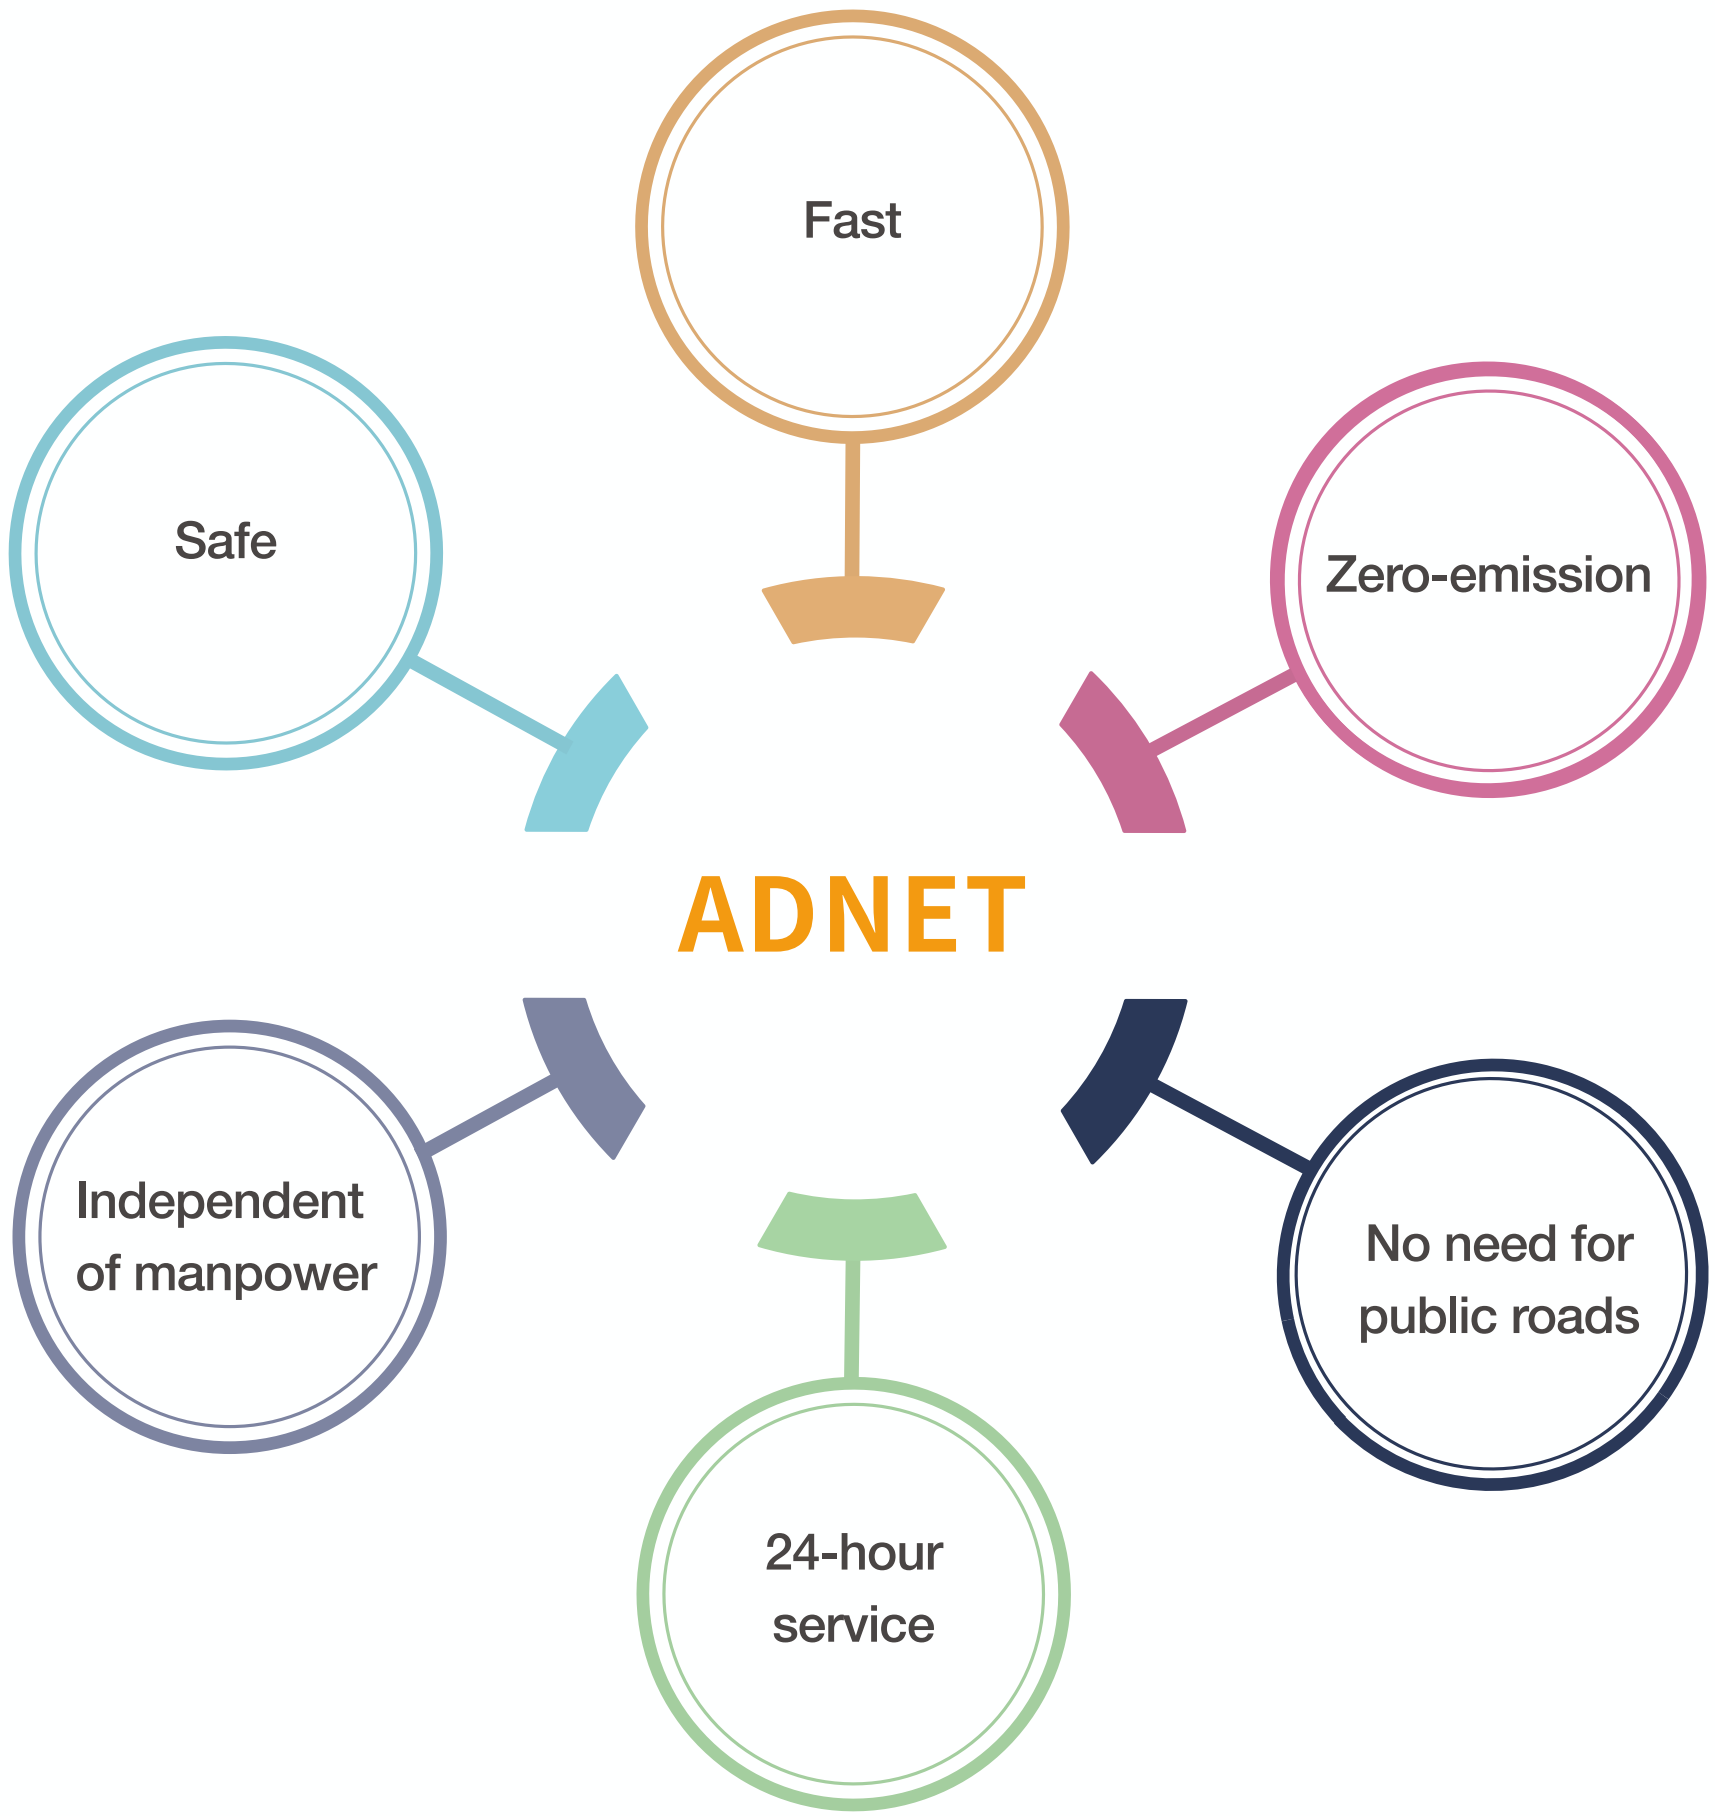 Fast
Safe
Zero-emission
ADNET
Independent
of manpower
No need for
public roads
24-hour
service